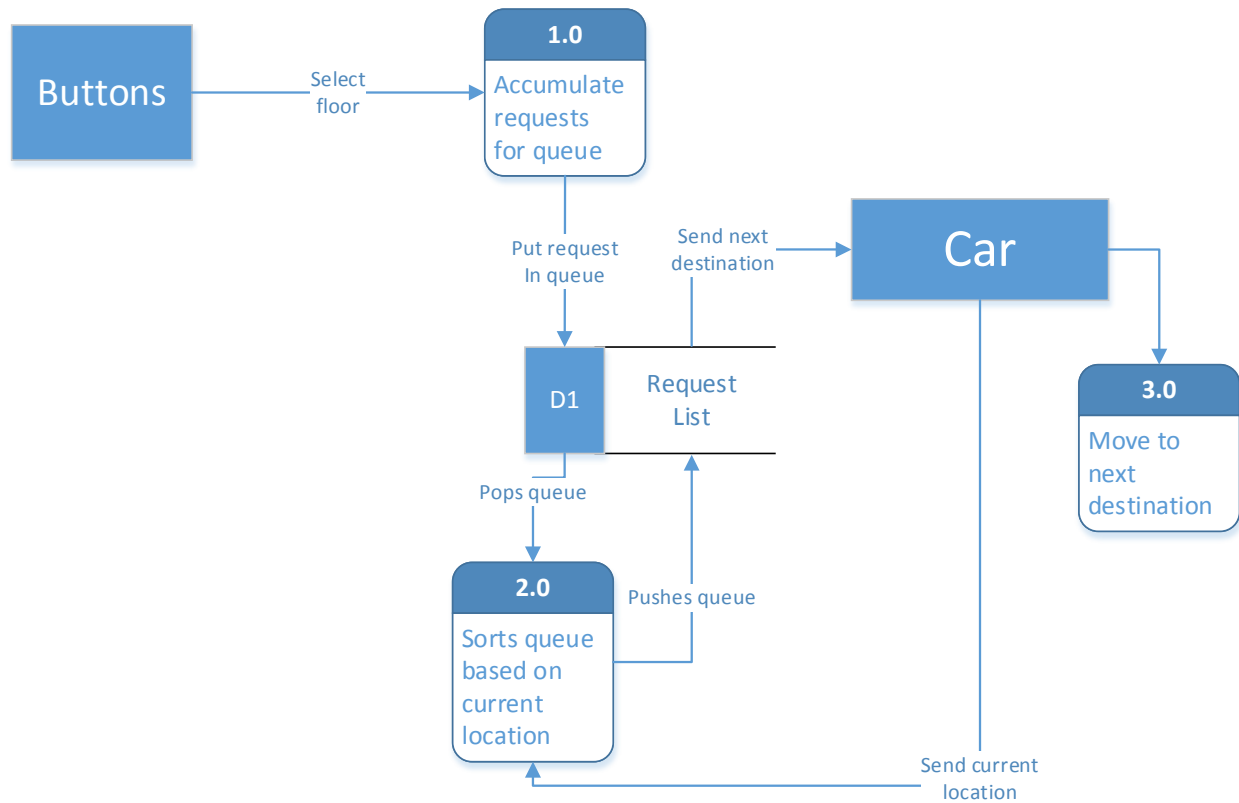 Buttons
Select
floor
1.0
Accumulate
requests
for queue
Put request
In queue
Send next
destination
Car
D1
Request
List
3.0
Move to
next
destination
Pops queue
2.0
Sorts queue
based on
current
location
Pushes queue
Send current
location